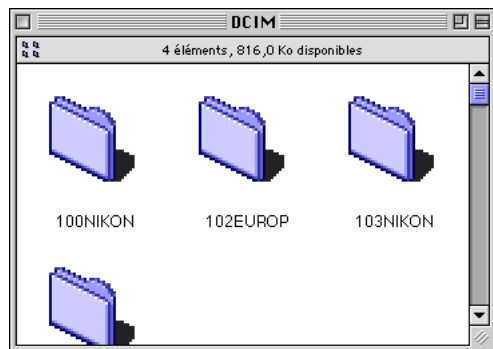 DCIM
4 éléments, 816,0 Ko disponibles
100NIKON 102EUROP 103NIKON